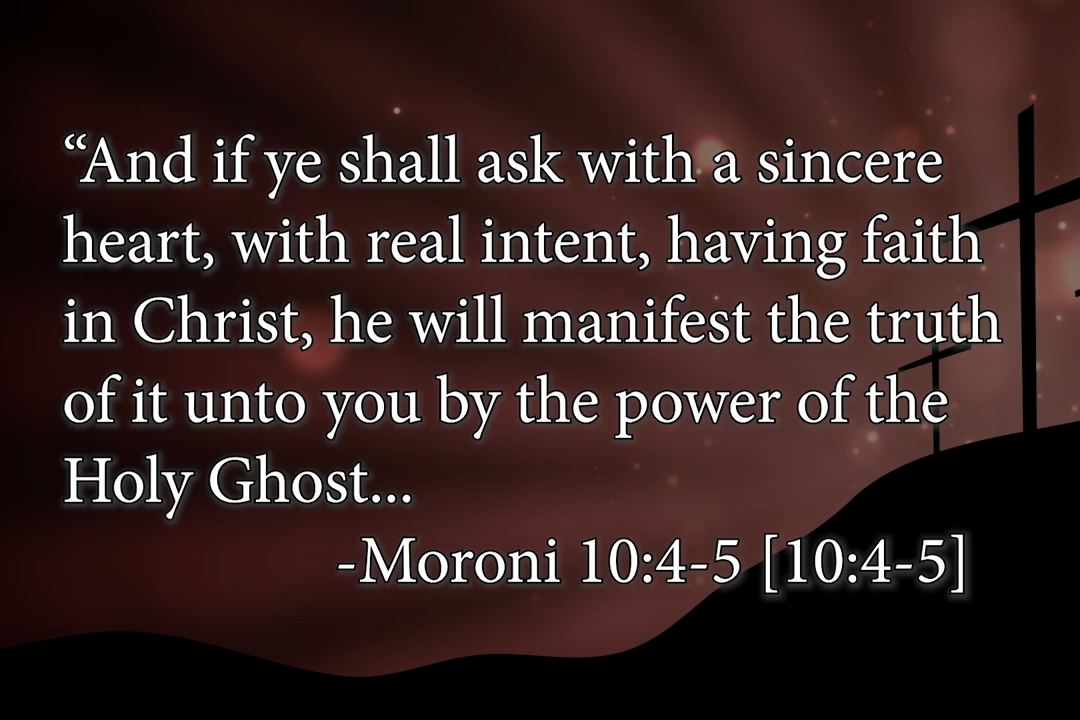 “And if ye shall ask with a sincere
heart, with real intent, having faith
in Christ, he will manifest the truth
of it unto you by the power of the
Holy Ghost...
-Moroni 10:4-5 [10:4-5]